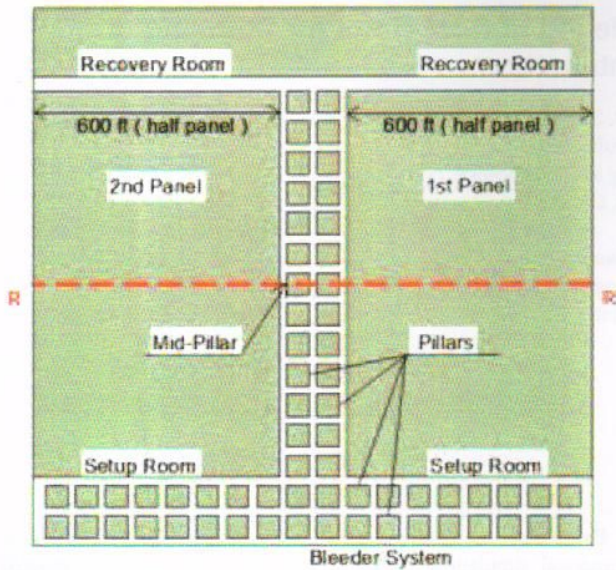 Recovery Room
Recovery Room
600 ft ( half panel )
600 ft ( half panel )
2nd Panel
1st Panel
R
R
Mid-Pillar
Pillars
Setup Room
Setup Room
Bleeder System